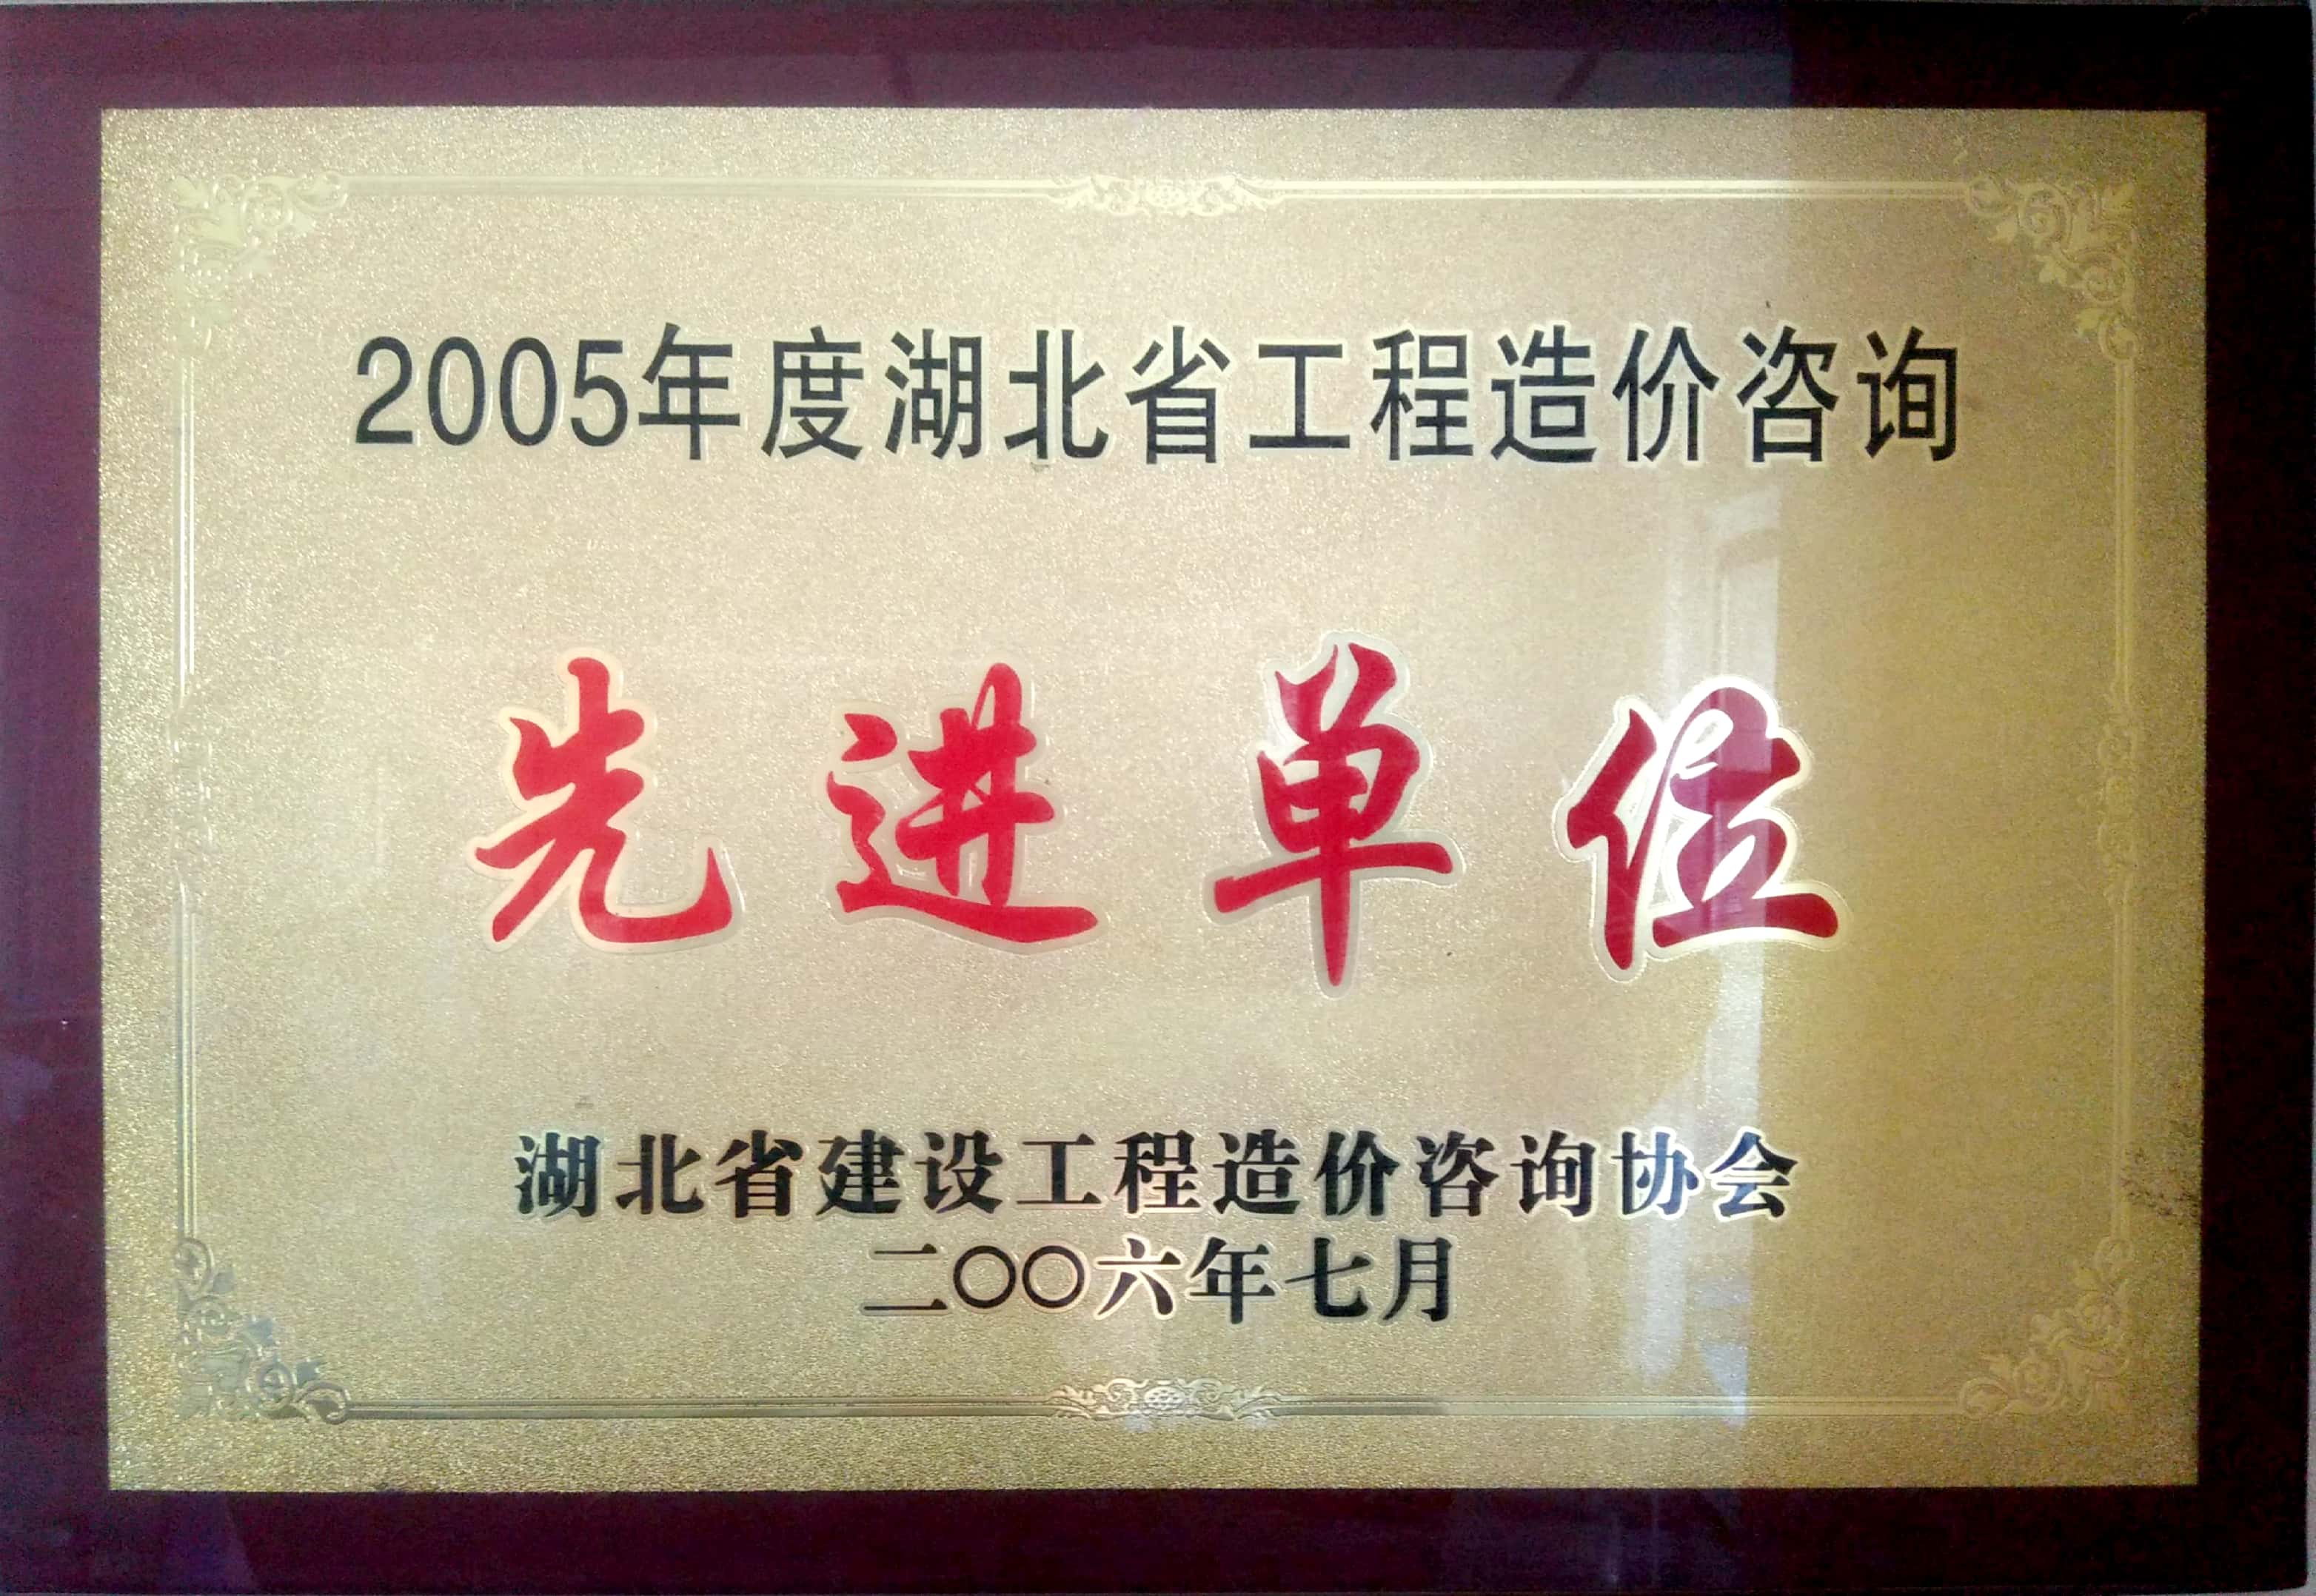 2005年度湖北省工程造价咨询
先进单位
湖北省建设工程造价咨询协会
二〇〇六年七月